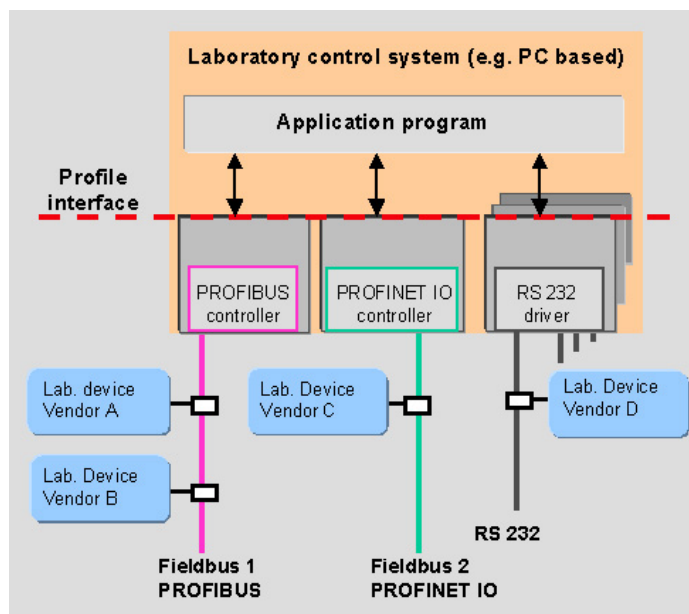 Laboratory control system (e.g. PC based)
Application program
Profile
interface
PROFIBUS
controller
PROFINET IO
controller
RS 232
driver
Lab. device
Vendor A
Lab. Device
Vendor C
Lab. Device
Vendor D
Lab. Device
Vendor B
RS 232
Fieldbus 1
PROFIBUS
Fieldbus 2
PROFINET IO